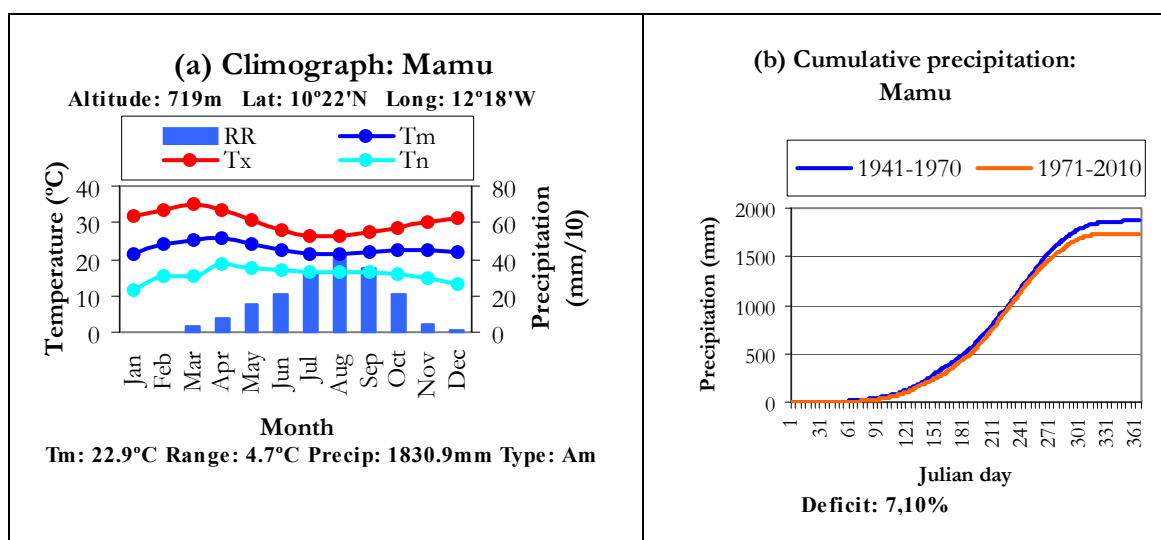 (a) Climograph: Mamu
Altitude: 719m Lat: 10º22'N Long: 12º18'W
RR Tm
Tx Tn
Temperature (ºC)
40
30
20
10
0
80
60
40
20
0
Precipitation
(mm/10)
Jan Feb Mar Apr May Jun Jul Aug Sep Oct Nov Dec
Month
Tm: 22.9ºC Range: 4.7ºC Precip: 1830.9mm Type: Am
(b) Cumulative precipitation:
Mamu
1941-1970 1971-2010
Precipitation (mm)
2000
1500
1000
500
0
1 31 61 91 121 151 181 211 241 271 301 331 361
Julian day
Deficit: 7,10%